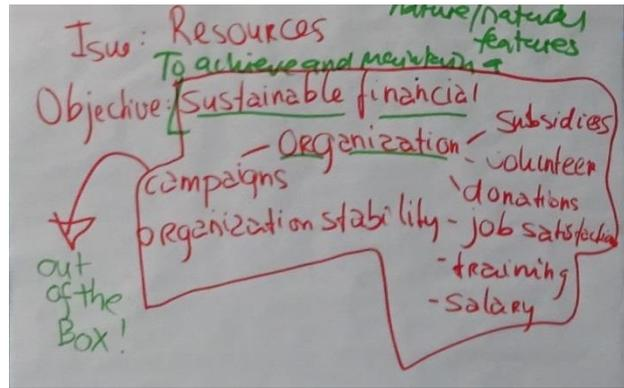 nature/natural
features
Isue: Resources
To achieve and maintain a
Objective: Sustainable financial
- ORganization - Subsidies
- volunteer
- donations
campaigns
ORganization stability - job satisfaction
- training
- salary
out
of the
Box!